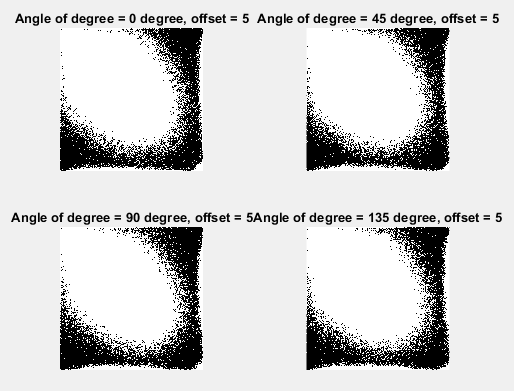 Angle of degree = 0 degree, offset = 5
Angle of degree = 45 degree, offset = 5
Angle of degree = 90 degree, offset = 5
Angle of degree = 135 degree, offset = 5